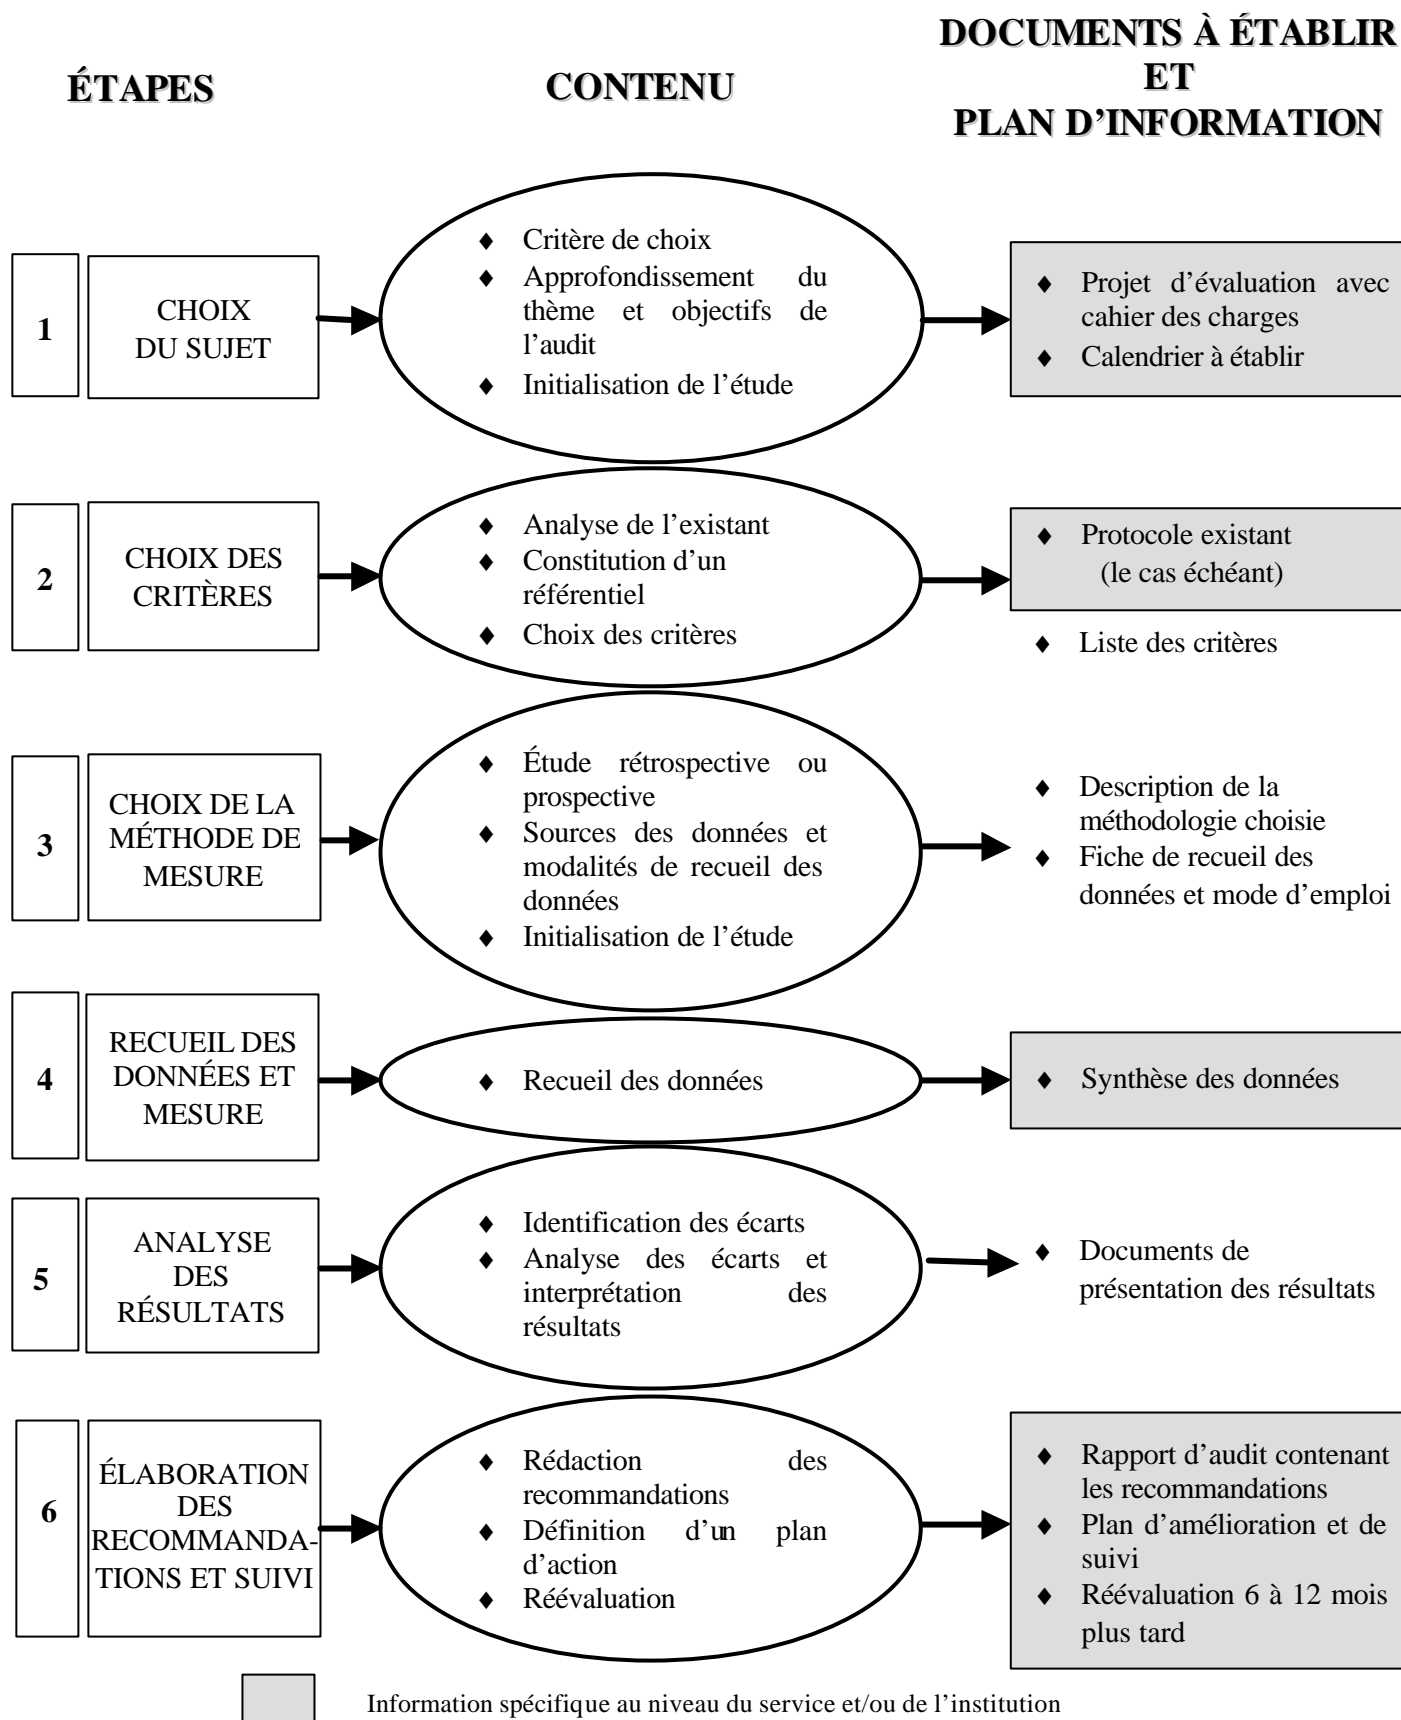 ÉTAPES
CONTENU
DOCUMENTS À ÉTABLIR
ET
PLAN D’INFORMATION
1
CHOIX
DU SUJET
♦ Critère de choix
♦ Approfondissement du
thème et objectifs de
l’audit
♦ Initialisation de l’étude
♦ Projet d’évaluation avec
cahier des charges
♦ Calendrier à établir
2
CHOIX DES
CRITÈRES
♦ Analyse de l’existant
♦ Constitution d’un
référentiel
♦ Choix des critères
♦ Protocole existant
(le cas échéant)
♦ Liste des critères
3
CHOIX DE LA
MÉTHODE DE
MESURE
♦ Étude rétrospective ou
prospective
♦ Sources des données et
modalités de recueil des
données
♦ Initialisation de l’étude
♦ Description de la
méthodologie choisie
♦ Fiche de recueil des
données et mode d’emploi
4
RECUEIL DES
DONNÉES ET
MESURE
♦ Recueil des données
♦ Synthèse des données
5
ANALYSE
DES
RÉSULTATS
♦ Identification des écarts
♦ Analyse des écarts et
interprétation des
résultats
♦ Documents de
présentation des résultats
6
ÉLABORATION
DES
RECOMMANDA-
TIONS ET SUIVI
♦ Rédaction des
recommandations
♦ Définition d’un plan
d’action
♦ Réévaluation
♦ Rapport d’audit contenant
les recommandations
♦ Plan d’amélioration et de
suivi
♦ Réévaluation 6 à 12 mois
plus tard
Information spécifique au niveau du service et/ou de l’institution